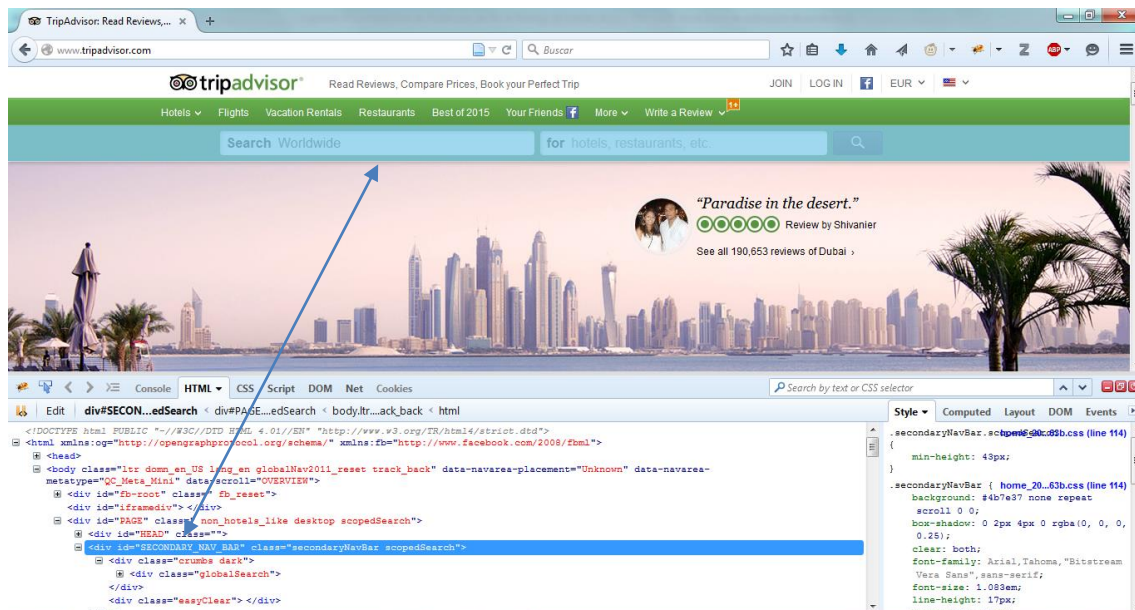 TripAdvisor: Read Reviews,...
www.tripadvisor.com
Buscar
ABP
tripadvisor®
Read Reviews, Compare Prices, Book your Perfect Trip
JOIN LOG IN EUR
Hotels Flights Vacation Rentals Restaurants Best of 2015 Your Friends More Write a Review 1+
Search Worldwide
for hotels, restaurants, etc.
“Paradise in the desert.”
Review by Shivanier
See all 190,653 reviews of Dubai ›
Console HTML CSS Script DOM Net Cookies
Search by text or CSS selector
Edit div#SECON...edSearch < div#PAGE....edSearch < body.ltr....ack_back < html
Style Computed Layout DOM Events
<!DOCTYPE html PUBLIC "-//W3C//DTD HTML 4.01//EN" "http://www.w3.org/TR/html4/strict.dtd">
<html xmlns:og="http://opengraphprotocol.org/schema/" xmlns:fb="http://www.facebook.com/2008/fbml">
<head>
<body class="ltr domn_en_US lang_en globalNav2011_reset track_back" data-navarea-placement="Unknown" data-navarea-
metatype="QC_Meta_Mini" data-scroll="OVERVIEW">
<div id="fb-root" class=" fb_reset">
<div id="iframediv"></div>
<div id="PAGE" class=" non_hotels_like desktop scopedSearch">
<div id="HEAD" class="">
<div id="SECONDARY_NAV_BAR" class="secondaryNavBar scopedSearch">
<div class="crumbs dark">
<div class="globalSearch">
</div>
<div class="easyClear"></div>
.secondaryNavBar.scopedSearch home_20...63b.css (line 114)
{
min-height: 43px;
}
.secondaryNavBar { home_20...63b.css (line 114)
background: #4b7e37 none repeat
scroll 0 0;
box-shadow: 0 2px 4px 0 rgba(0, 0, 0,
0.25);
clear: both;
font-family: Arial,Tahoma,"Bitstream
Vera Sans",sans-serif;
font-size: 1.083em;
line-height: 17px;